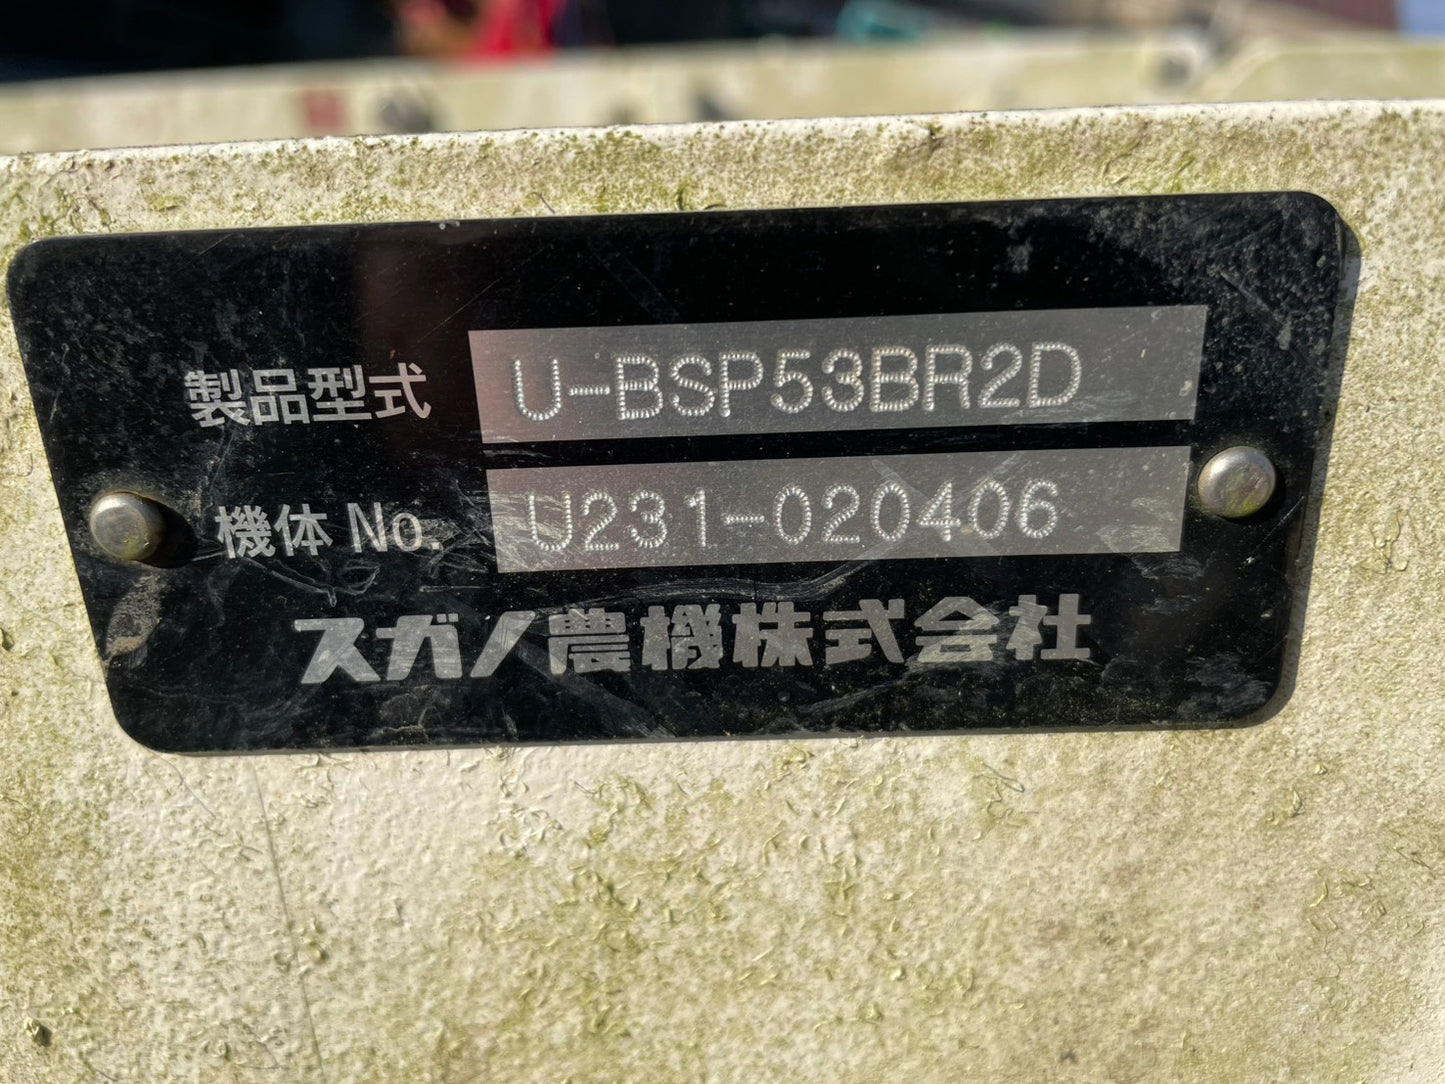 製品型式 U-BSP53BR2D
機体 No. U231-020406
スガノ農機株式会社